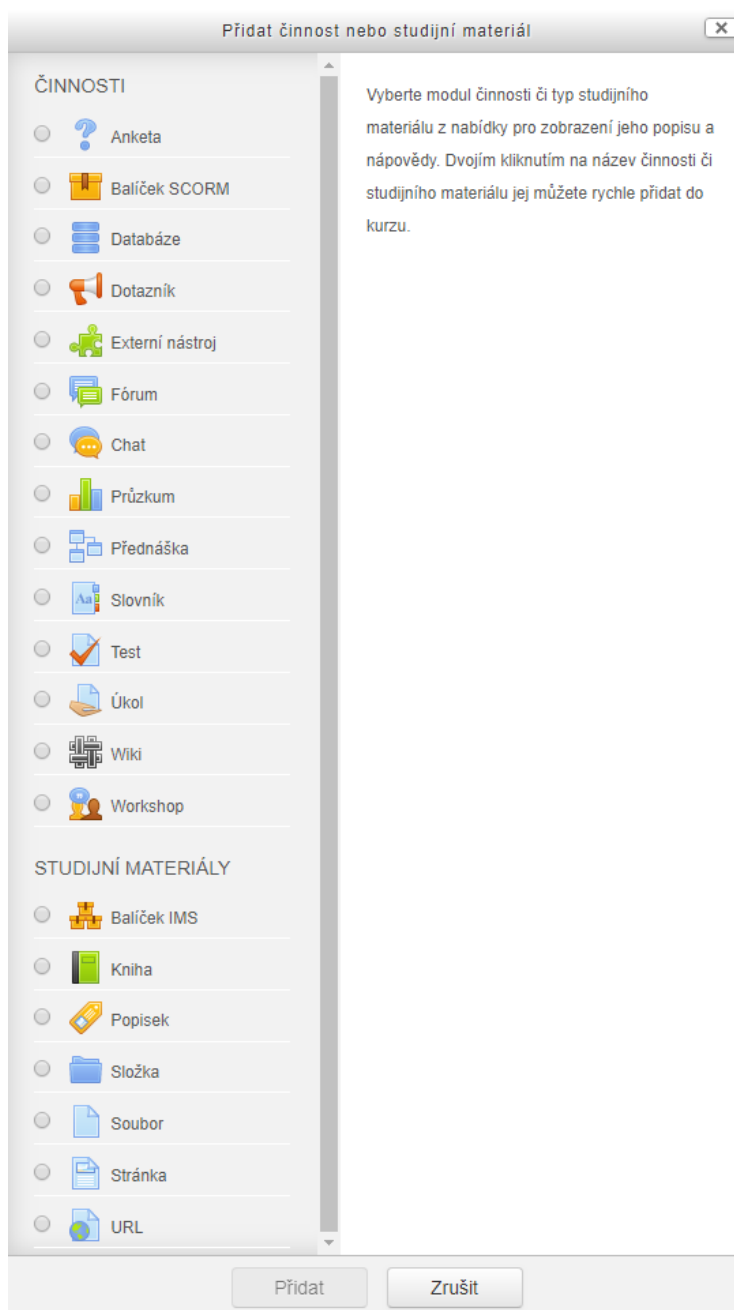 Přidat činnost nebo studijní materiál
ČINNOSTI
Anketa
Balíček SCORM
Databáze
Dotazník
Externí nástroj
Fórum
Chat
Průzkum
Přednáška
Slovník
Test
Úkol
Wiki
Workshop
STUDIJNÍ MATERIÁLY
Balíček IMS
Kniha
Popisek
Složka
Soubor
Stránka
URL
Vyberte modul činnosti či typ studijního
materiálu z nabídky pro zobrazení jeho popisu a
nápovědy. Dvojím kliknutím na název činnosti či
studijního materiálu jej můžete rychle přidat do
kurzu.
Přidat
Zrušit